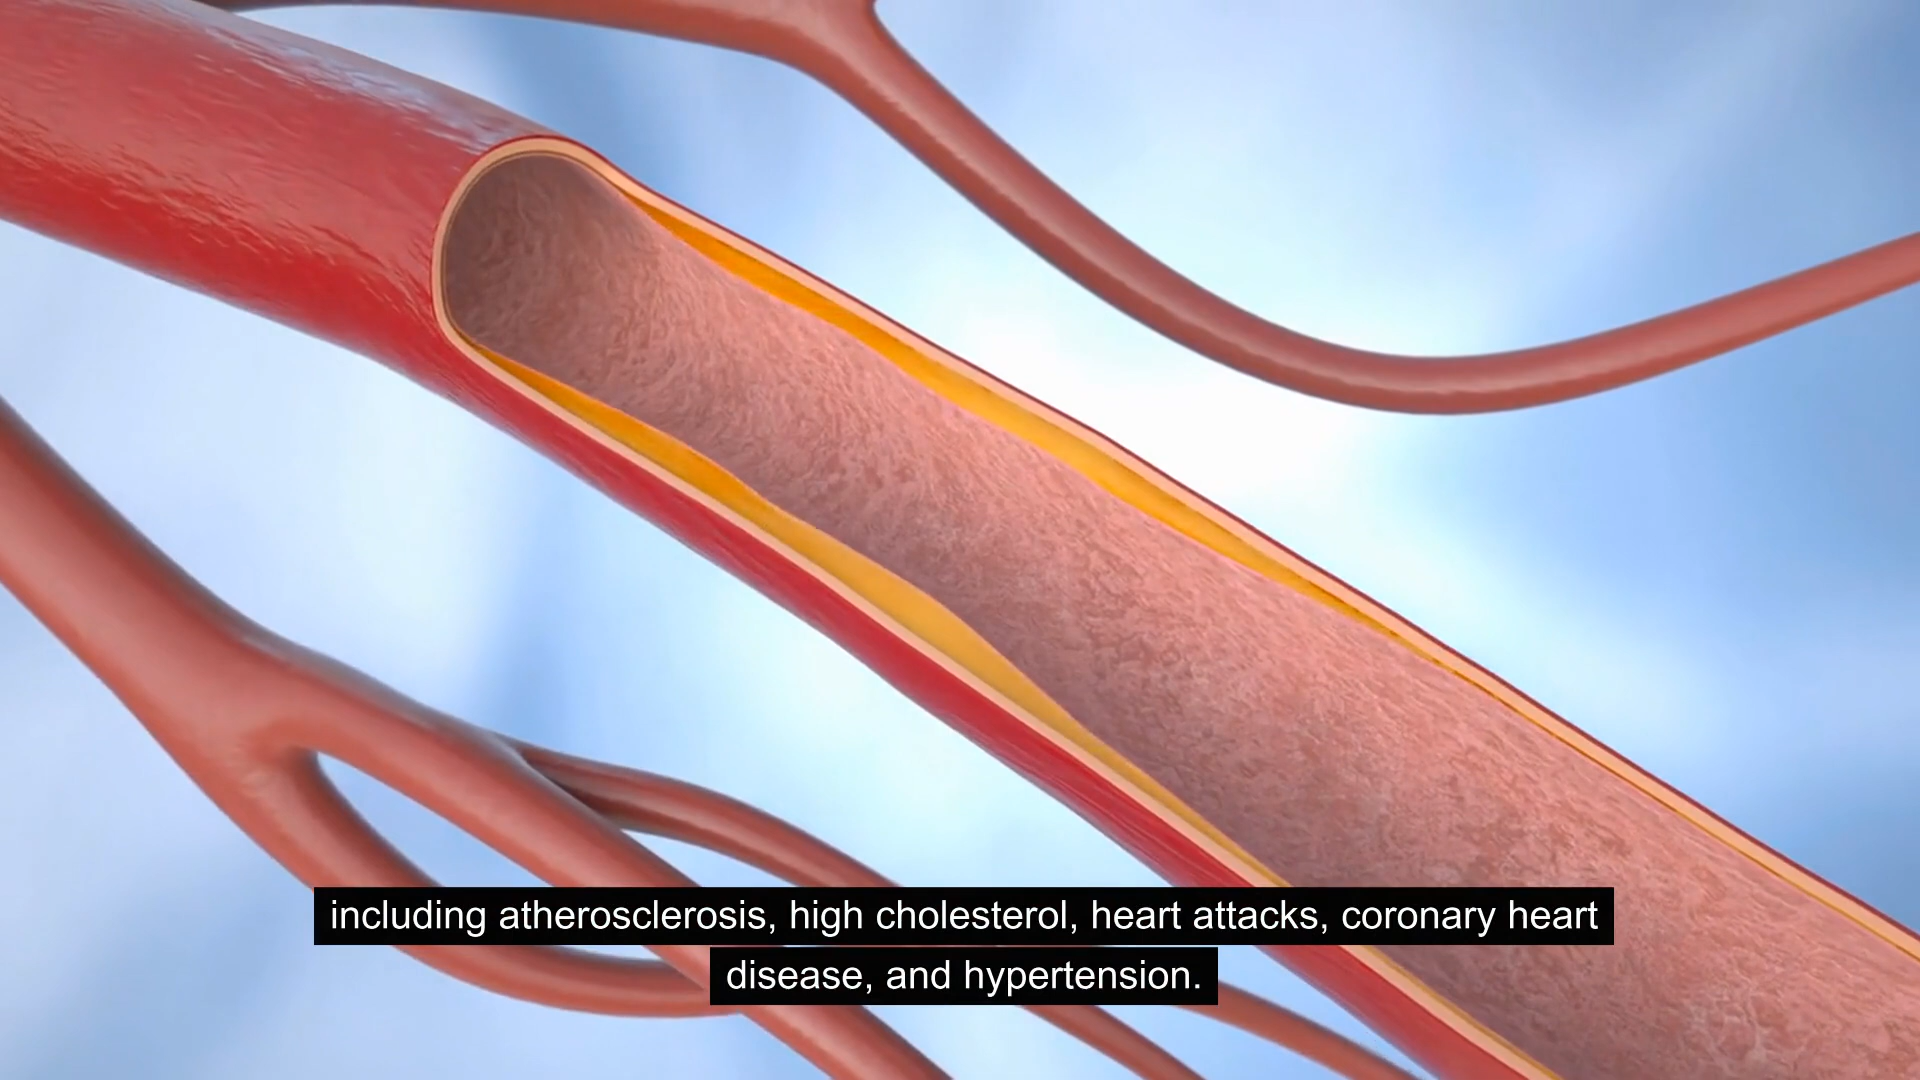 including atherosclerosis, high cholesterol, heart attacks, coronary heart
disease, and hypertension.